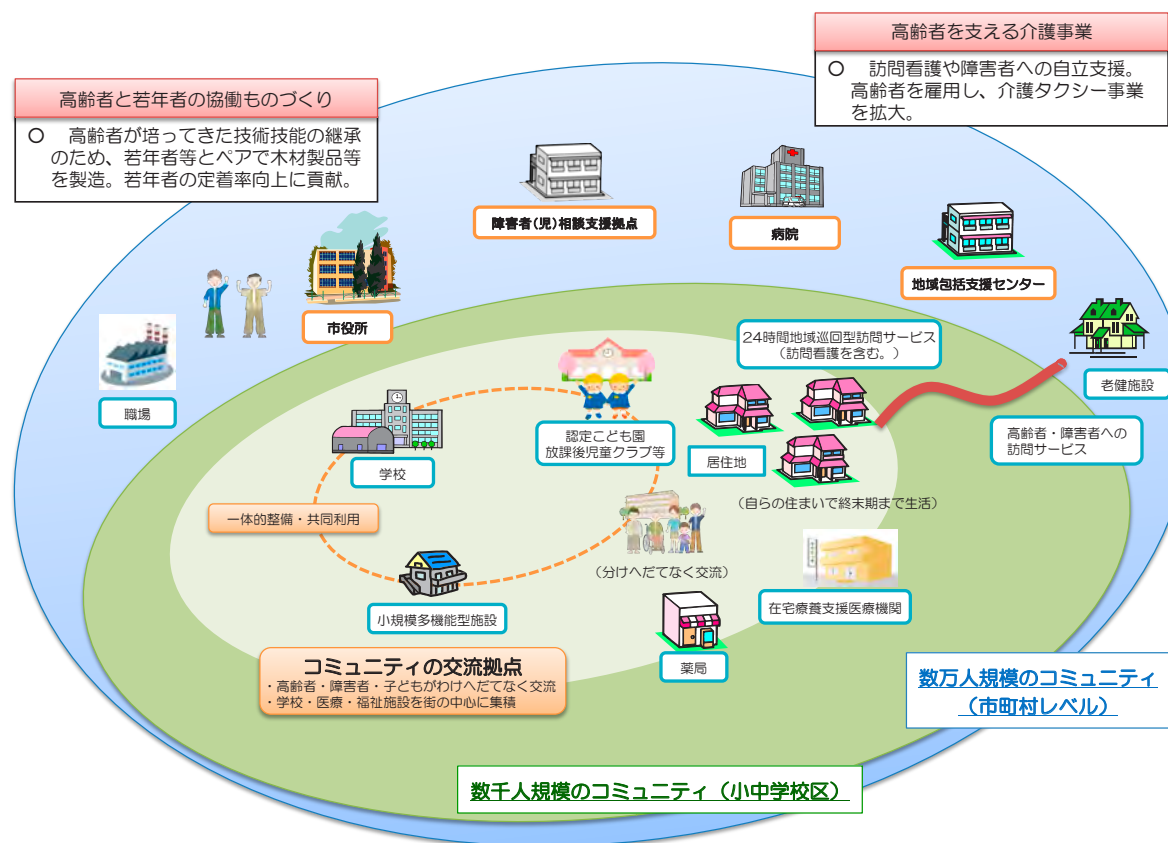 高齢者を支える介護事業
○　訪問看護や障害者への自立支援。
高齢者を雇用し、介護タクシー事業
を拡大。
高齢者と若年者の協働ものづくり
○　高齢者が培ってきた技術技能の継承
のため、若年者等とペアで木材製品等
を製造。若年者の定着率向上に貢献。
障害者(児)相談支援拠点
病院
地域包括支援センター
市役所
職場
24時間地域巡回型訪問サービス
（訪問看護を含む。）
老健施設
高齢者・障害者への
訪問サービス
認定こども園
放課後児童クラブ等
居住地
学校
（自らの住まいで終末期まで生活）
一体的整備・共同利用
（分けへだてなく交流）
小規模多機能型施設
在宅療養支援医療機関
薬局
コミュニティの交流拠点
・高齢者・障害者・子どもがわけへだてなく交流
・学校・医療・福祉施設を街の中心に集積
数万人規模のコミュニティ
（市町村レベル）
数千人規模のコミュニティ（小中学校区）